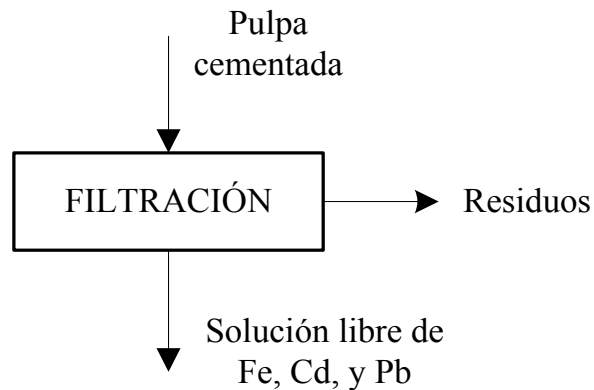 Pulpa
cementada
FILTRACIÓN
Residuos
Solución libre de
Fe, Cd, y Pb